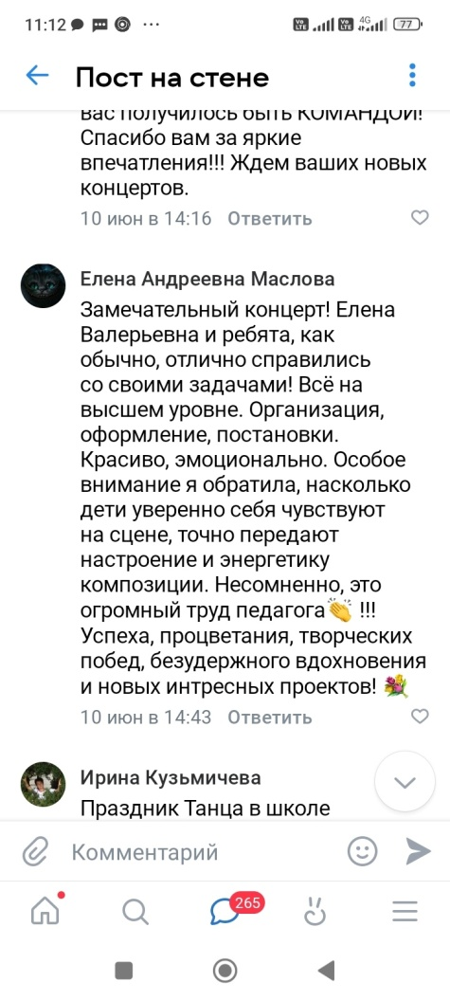 11:12
4G
77
Пост на стене
вас получилось быть КОМАНДОЙ!
Спасибо вам за яркие
впечатления!!! Ждем ваших новых
концертов.
10 июн в 14:16 Ответить
Елена Андреевна Маслова
Замечательный концерт! Елена
Валерьевна и ребята, как
обычно, отлично справились
со своими задачами! Всё на
высшем уровне. Организация,
оформление, постановки.
Красиво, эмоционально. Особое
внимание я обратила, насколько
дети уверенно себя чувствуют
на сцене, точно передают
настроение и энергетику
композиции. Несомненно, это
огромный труд педагога👏 !!!
Успеха, процветания, творческих
побед, безудержного вдохновения
и новых интресных проектов! 💐
10 июн в 14:43 Ответить
Ирина Кузьмичева
Праздник Танца в школе
Комментарий
265